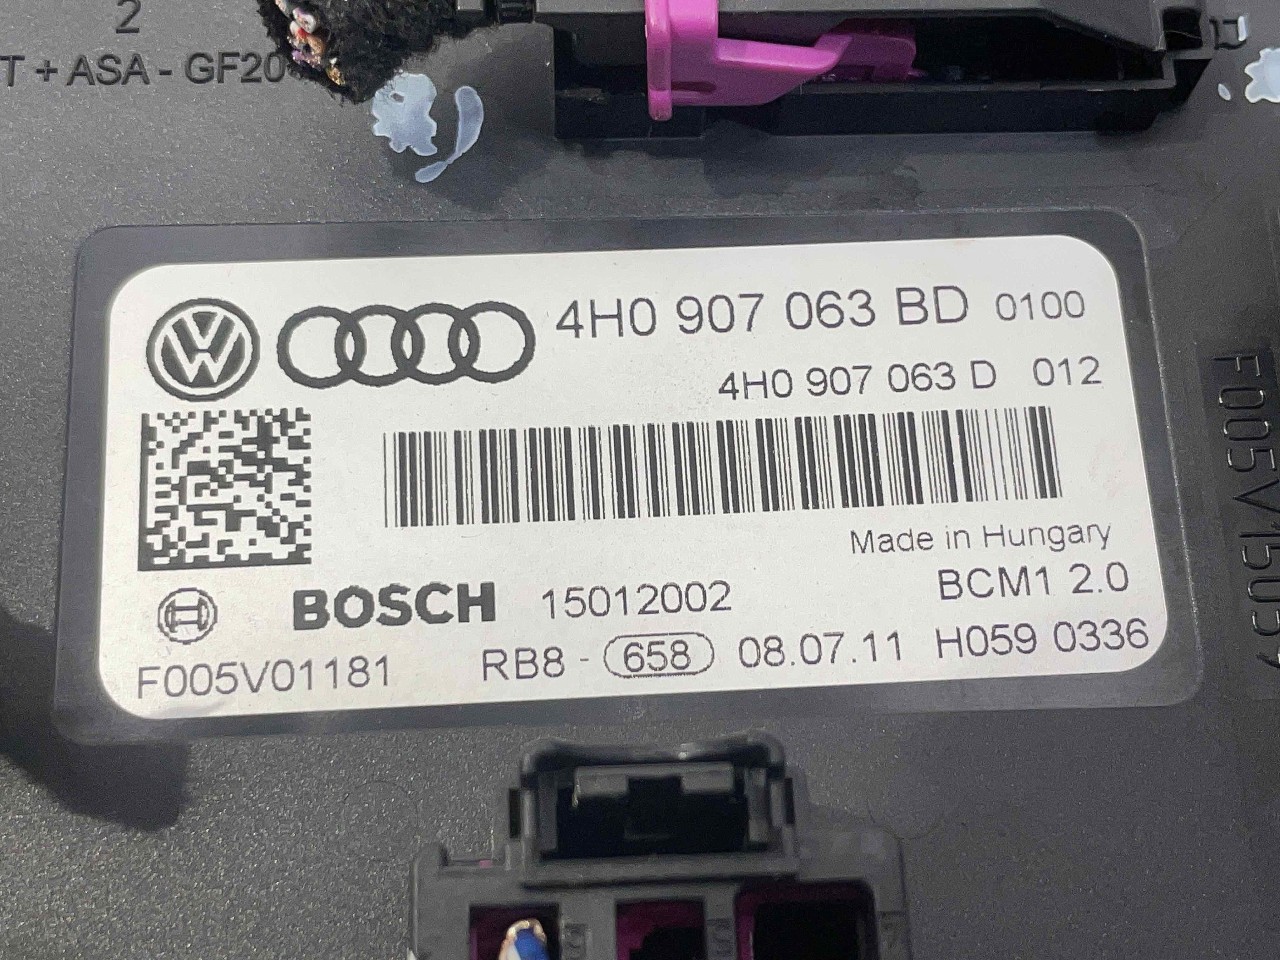 2
T + ASA - GF20
4H0 907 063 BD 0100
4H0 907 063 D 012
Made in Hungary
BOSCH 15012002 BCM1 2.0
F005V01181 RB8 - 658 08.07.11 H059 0336